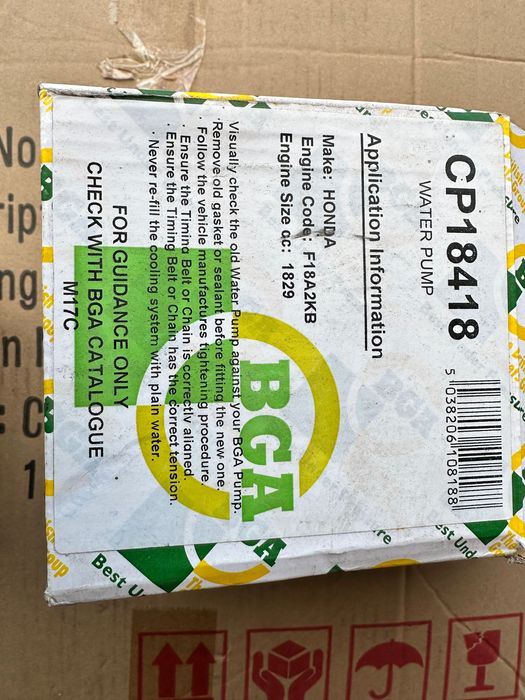 CP18418
WATER PUMP
5 038206 108188
Application Information
Make: HONDA
Engine Code: F18A2KB
Engine Size cc: 1829
BGA
Visually check the old Water Pump against your BGA Pump.
·Remove old gasket or sealant before fitting the new one.
· Follow the vehicle manufactures tightening procedure.
· Ensure the Timing Belt or Chain is correctly aligned.
· Ensure the Timing Belt or Chain has the correct tension.
· Never re-fill the cooling system with plain water.
FOR GUIDANCE ONLY
CHECK WITH BGA CATALOGUE
M17C
Best Und
No